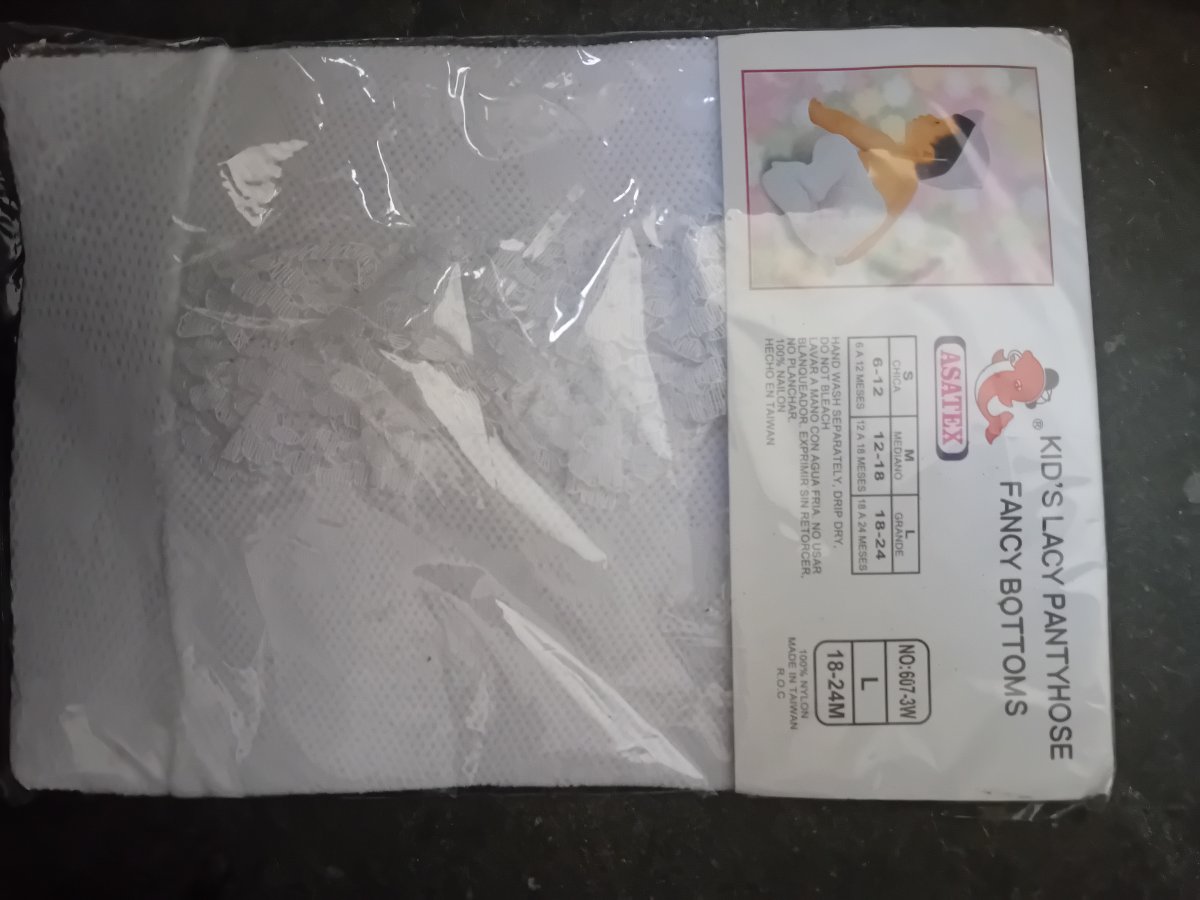 KID'S LACY PANTYHOSE
FANCY BOTTOMS
®
ASATEX
S M L
CHICA MEDIANO GRANDE
6-12 12-18 18-24
6 A 12 MESES 12 A 18 MESES 18 A 24 MESES
HAND WASH SEPARATELY, DRIP DRY,
DO NOT BLEACH
LAVAR A MANO CON AGUA FRIA, NO USAR
BLANQUEADOR, EXPRIMIR SIN RETORCER,
NO PLANCHAR.
100% NAILON
HECHO EN TAIWAN
NO:607-3W
L
18-24M
100% NYLON
MADE IN TAIWAN
R.O.C